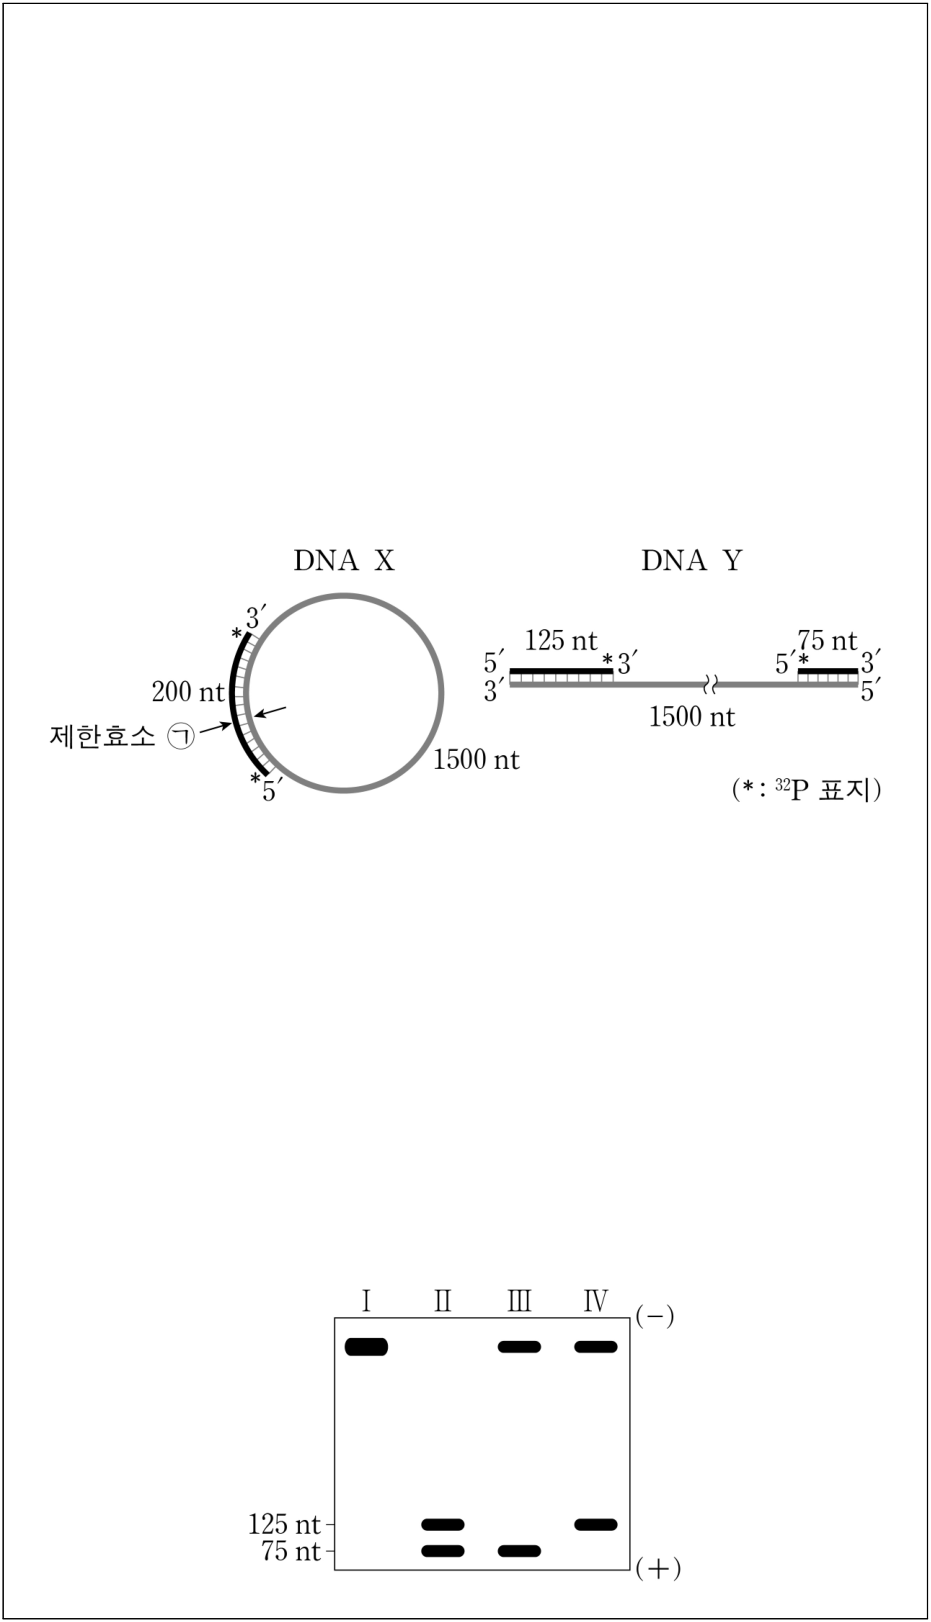 DNA X
DNA Y
* 3′
200 nt
제한효소 ㉠
* 5′
1500 nt
125 nt
75 nt
5′
* 3′
5′ *
3′
3′
5′
1500 nt
(* : ³²P 표지)
Ⅰ Ⅱ Ⅲ Ⅳ
(−)
125 nt
75 nt
(+)